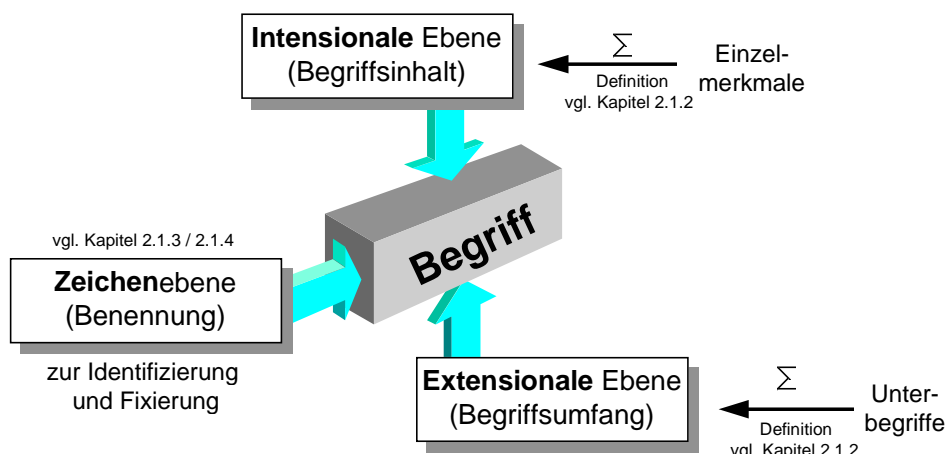 Intensionale Ebene
(Begriffsinhalt)
∑
Definition
vgl. Kapitel 2.1.2
Einzel-
merkmale
Begriff
vgl. Kapitel 2.1.3 / 2.1.4
Zeichenebene
(Benennung)
zur Identifizierung
und Fixierung
Extensionale Ebene
(Begriffsumfang)
∑
Definition
vgl. Kapitel 2.1.2
Unter-
begriffe